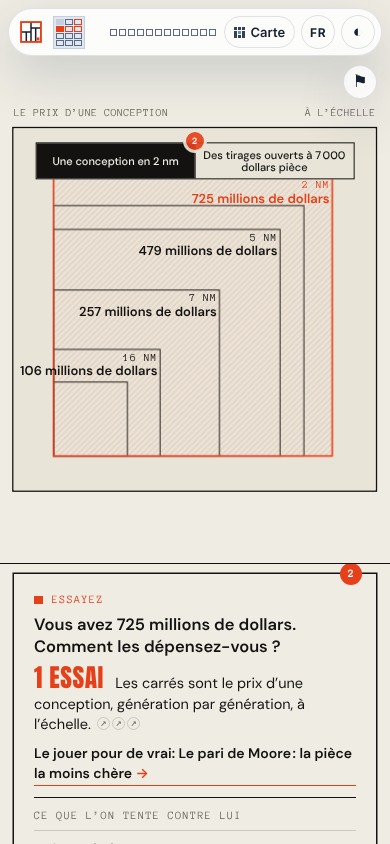 Carte
FR
LE PRIX D'UNE CONCEPTION
À L'ÉCHELLE
2
Une conception en 2 nm
Des tirages ouverts à 7 000
dollars pièce
2 NM
725 millions de dollars
5 NM
479 millions de dollars
7 NM
257 millions de dollars
16 NM
106 millions de dollars
2
ESSAYEZ
Vous avez 725 millions de dollars.
Comment les dépensez-vous ?
1 ESSAI Les carrés sont le prix d'une
conception, génération par génération, à
l'échelle. ↗ ↗ ↗
Le jouer pour de vrai: Le pari de Moore : la pièce
la moins chère →
CE QUE L'ON TENTE CONTRE LUI